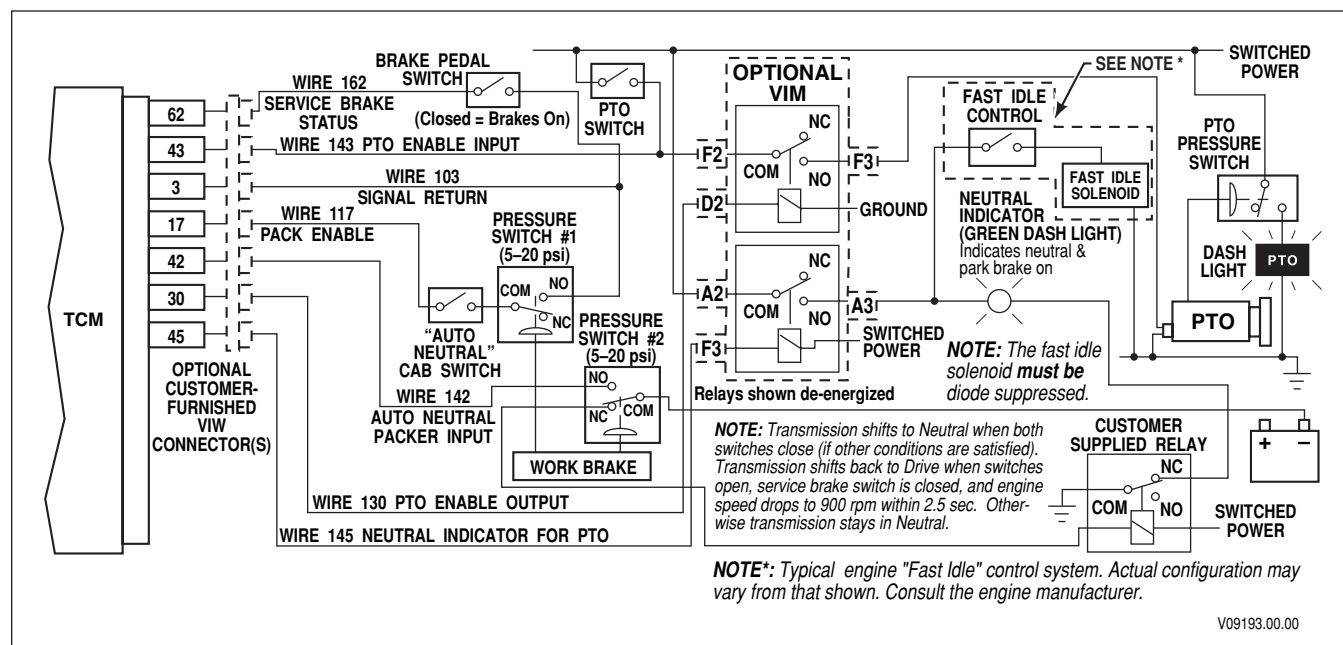 SWITCHED
POWER
BRAKE PEDAL
SWITCH
(Closed = Brakes On)
PTO
SWITCH
OPTIONAL
VIM
SEE NOTE *
FAST IDLE
CONTROL
FAST IDLE
SOLENOID
PTO
PRESSURE
SWITCH
TCM
62
43
3
17
42
30
45
WIRE 162
SERVICE BRAKE
STATUS
WIRE 143 PTO ENABLE INPUT
WIRE 103
SIGNAL RETURN
WIRE 117
PACK ENABLE
F2
NC
COM
NO
F3
D2
GROUND
A2
NC
COM
NO
A3
F3
SWITCHED
POWER
Relays shown de-energized
NEUTRAL
INDICATOR
(GREEN DASH LIGHT)
Indicates neutral &
park brake on
DASH
LIGHT
PTO
PTO
PRESSURE
SWITCH #1
(5–20 psi)
COM
NO
NC
"AUTO
NEUTRAL"
CAB SWITCH
PRESSURE
SWITCH #2
(5–20 psi)
NO
NC
COM
WORK BRAKE
OPTIONAL
CUSTOMER-
FURNISHED
VIW
CONNECTOR(S)
WIRE 142
AUTO NEUTRAL
PACKER INPUT
WIRE 130 PTO ENABLE OUTPUT
WIRE 145 NEUTRAL INDICATOR FOR PTO
NOTE: The fast idle
solenoid must be
diode suppressed.
NOTE: Transmission shifts to Neutral when both
switches close (if other conditions are satisfied).
Transmission shifts back to Drive when switches
open, service brake switch is closed, and engine
speed drops to 900 rpm within 2.5 sec. Other-
wise transmission stays in Neutral.
CUSTOMER
SUPPLIED RELAY
NC
COM
NO
SWITCHED
POWER
+ –
NOTE*: Typical engine "Fast Idle" control system. Actual configuration may
vary from that shown. Consult the engine manufacturer.
V09193.00.00